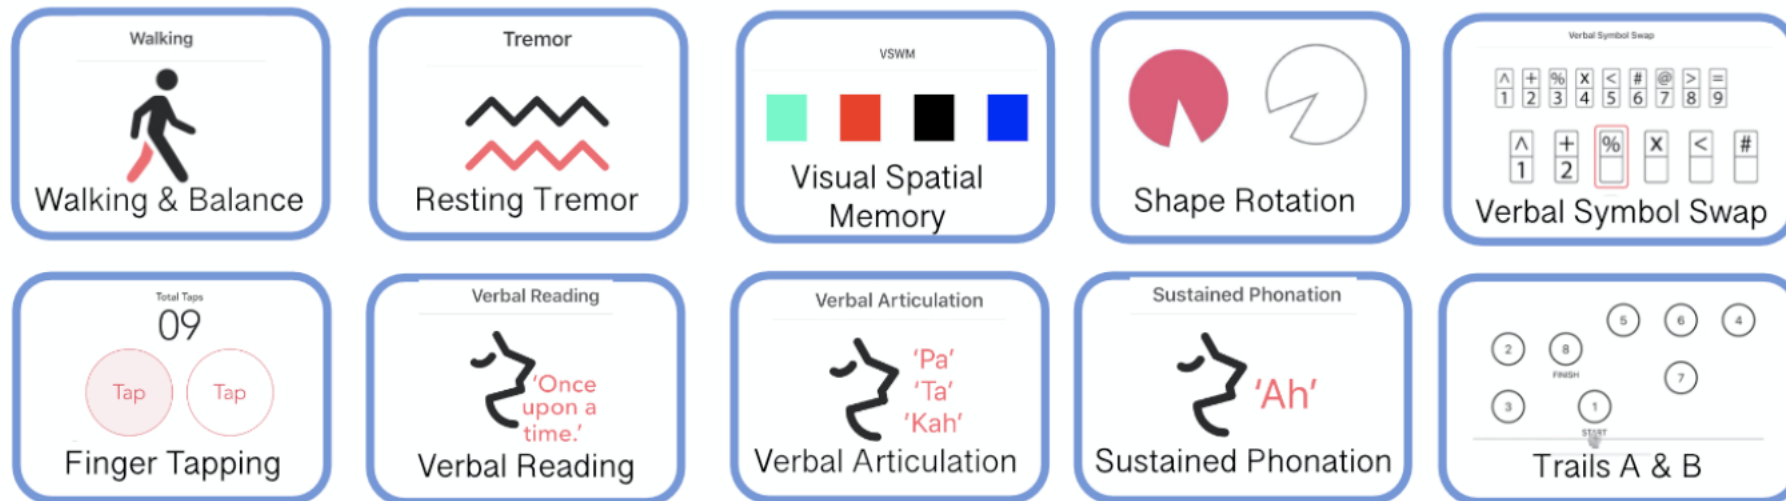 Walking
Walking & Balance
Tremor
Resting Tremor
VSWM
Visual Spatial
Memory
Shape Rotation
Verbal Symbol Swap
^ + % X < # @ > =
1 2 3 4 5 6 7 8 9
^ + % X < #
1 2
Verbal Symbol Swap
Total Taps
09
Tap Tap
Finger Tapping
Verbal Reading
'Once
upon a
time.'
Verbal Reading
Verbal Articulation
'Pa'
'Ta'
'Kah'
Verbal Articulation
Sustained Phonation
'Ah'
Sustained Phonation
5 6 4
2 8
FINISH
7
3 1
START
Trails A & B